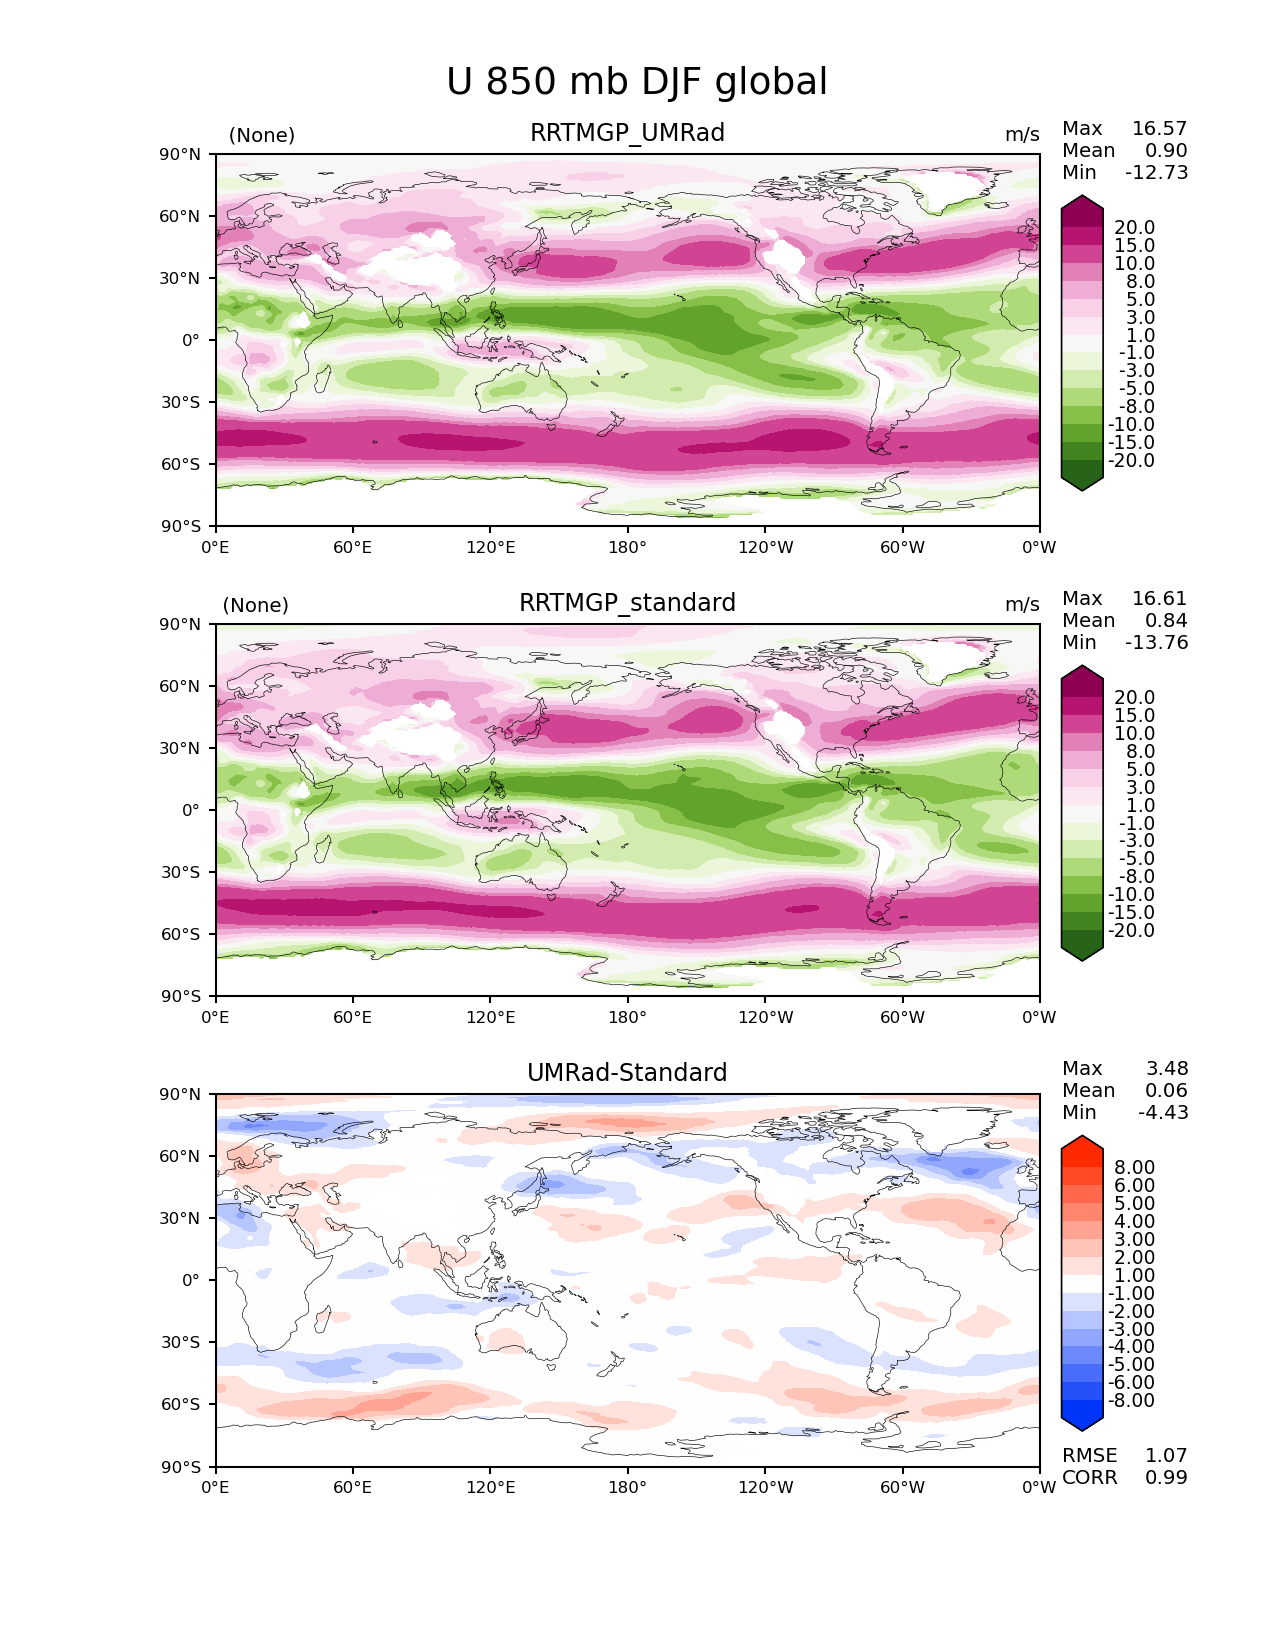 U 850 mb DJF global
(None) RRTMGP_UMRad m/s
Max 16.57
Mean 0.90
Min -12.73
90°N
60°N
30°N
0°
30°S
60°S
90°S
0°E 60°E 120°E 180° 120°W 60°W 0°W
20.0
15.0
10.0
8.0
5.0
3.0
1.0
-1.0
-3.0
-5.0
-8.0
-10.0
-15.0
-20.0
(None) RRTMGP_standard m/s
Max 16.61
Mean 0.84
Min -13.76
90°N
60°N
30°N
0°
30°S
60°S
90°S
0°E 60°E 120°E 180° 120°W 60°W 0°W
20.0
15.0
10.0
8.0
5.0
3.0
1.0
-1.0
-3.0
-5.0
-8.0
-10.0
-15.0
-20.0
UMRad-Standard
Max 3.48
Mean 0.06
Min -4.43
90°N
60°N
30°N
0°
30°S
60°S
90°S
0°E 60°E 120°E 180° 120°W 60°W 0°W
8.00
6.00
5.00
4.00
3.00
2.00
1.00
-1.00
-2.00
-3.00
-4.00
-5.00
-6.00
-8.00
RMSE 1.07
CORR 0.99